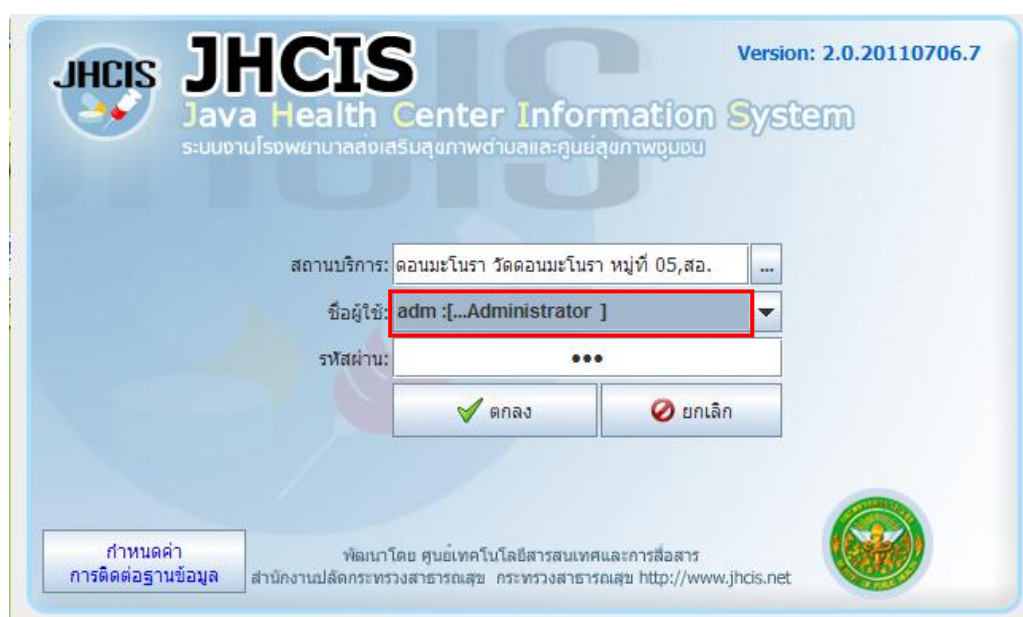 JHCIS
JHCIS
Version: 2.0.20110706.7
Java Health Center Information System
ระบบงานโรงพยาบาลส่งเสริมสุขภาพตำบลและศูนย์สุขภาพชุมชน
สถานบริการ: ดอนมะโนรา วัดดอนมะโนรา หมู่ที่ 05,สอ. ...
ชื่อผู้ใช้: adm :[...Administrator ]
รหัสผ่าน: •••
ตกลง ยกเลิก
กำหนดค่า
การติดต่อฐานข้อมูล
พัฒนาโดย ศูนย์เทคโนโลยีสารสนเทศและการสื่อสาร
สำนักงานปลัดกระทรวงสาธารณสุข กระทรวงสาธารณสุข http://www.jhcis.net